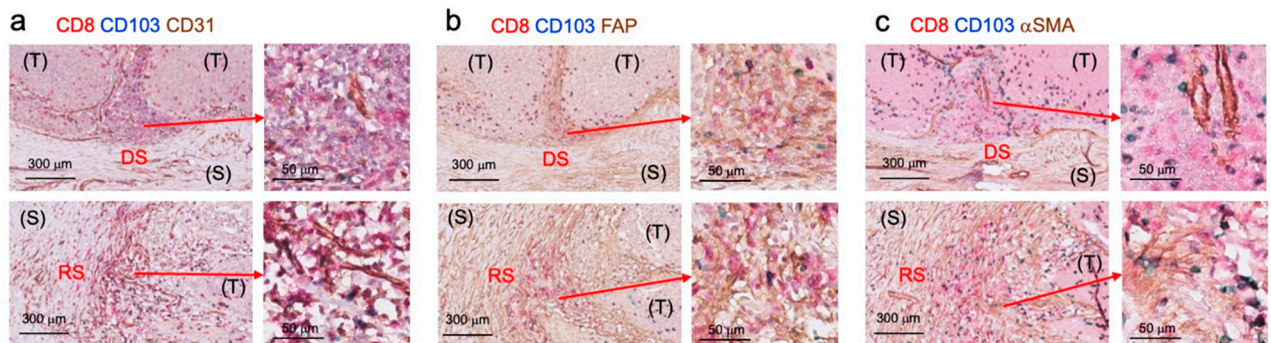 a
CD8 CD103 CD31
(T)
(T)
DS
300 μm
(S)
50 μm
(S)
RS
(T)
300 μm
50 μm
b
CD8 CD103 FAP
(T)
(T)
DS
300 μm
(S)
50 μm
(S)
(T)
RS
(T)
300 μm
50 μm
c
CD8 CD103 αSMA
(T)
(T)
DS
300 μm
(S)
50 μm
(S)
(T)
RS
300 μm
50 μm